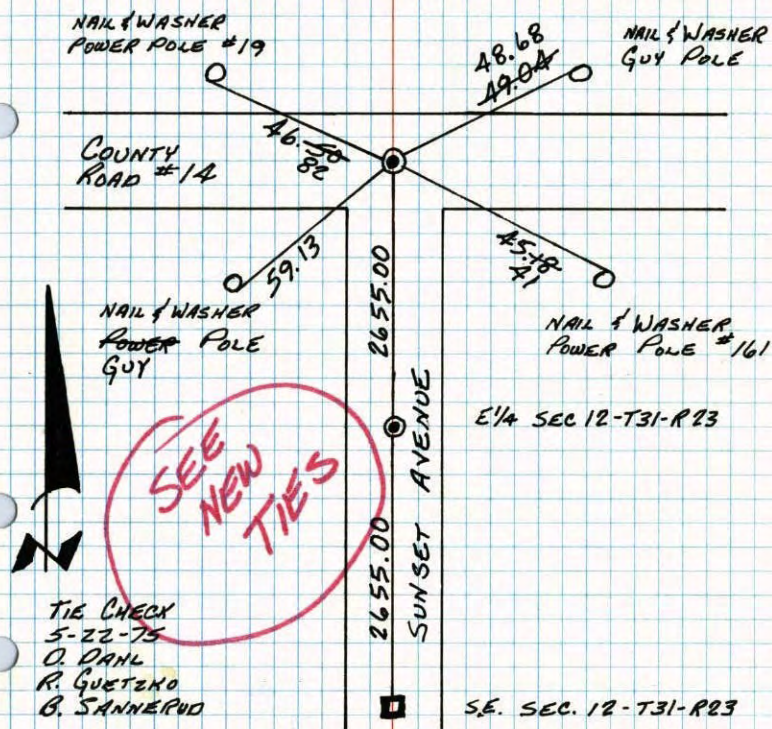 NAIL & WASHER
POWER POLE #19
NAIL & WASHER
GUY POLE
48.68
49.04
46.50
82
COUNTY
ROAD #14
59.13
45.18
41
NAIL & WASHER
POWER POLE
GUY
NAIL & WASHER
POWER POLE #161
2655.00
E1/4 SEC 12-T31-R23
SEE
NEW
TIES
SUNSET AVENUE
2655.00
N
TIE CHECK
5-22-75
O. DAHL
R. GUETZKO
B. SANNERUD
S.E. SEC. 12-T31-R23